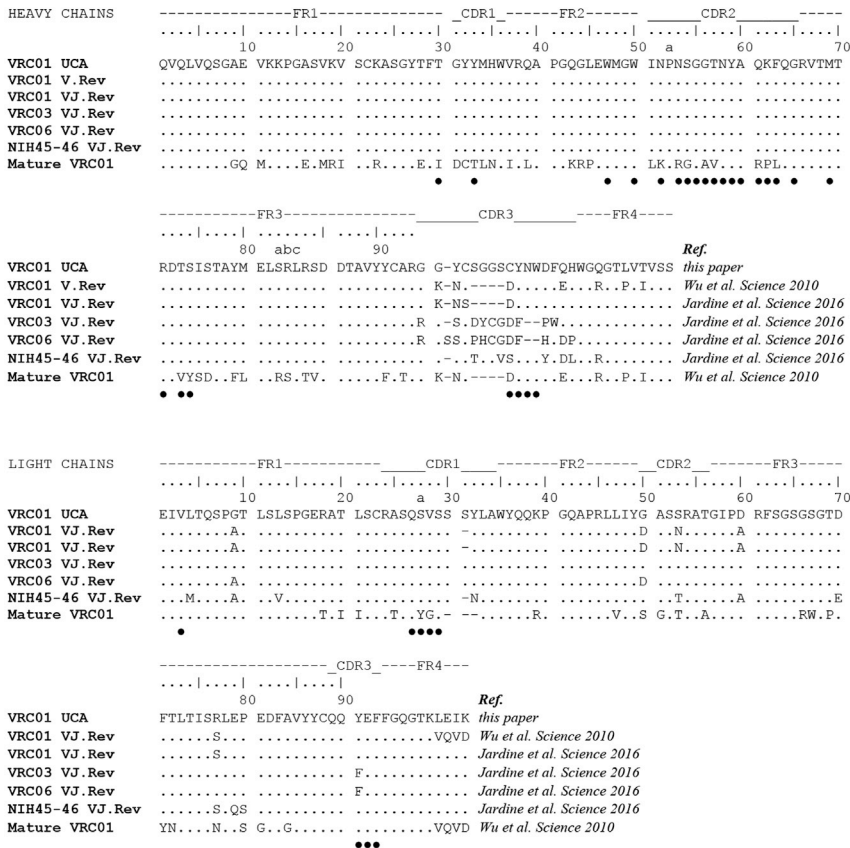 HEAVY CHAINS ----------------FR1-------------- _CDR1_--------FR2-------- _______CDR2_______-----
....|....|....|....|....|....|....|....|....|....|....|....|....|....|
10 20 30 40 50 a 60 70
VRC01 UCA QVQLVQSGAE VKKPGASVKV SCKASGYTFT GYYMHWVRQA PGQGLEWMGW INPNSGGTNYA QKFQGRVTMT
VRC01 V.Rev .......... .......... .......... .......... .......... ........... ..........
VRC01 VJ.Rev .......... .......... .......... .......... .......... ........... ..........
VRC03 VJ.Rev .......... .......... .......... .......... .......... ........... ..........
VRC06 VJ.Rev .......... .......... .......... .......... .......... ........... ..........
NIH45-46 VJ.Rev .......... .......... .......... .......... .......... ........... ..........
Mature VRC01 ........GQ M....E.MRI ...R....E. I DCTLN.I.L. ...KRP.... .LK.RG.AV.. RPL.......
-----------------FR3-------------- _______CDR3_______----FR4----
....|....|....|....|....
80 abc 90 Ref.
VRC01 UCA RDTSISTAYM ELSRLRSDD DTAVYYCARG G-YCSGGSCYNWDFQHWGQGTLVTVSS this paper
VRC01 V.Rev K-N.----D....E...R..P.I... Wu et al. Science 2010
VRC01 VJ.Rev K-NS----D................. Jardine et al. Science 2016
VRC03 VJ.Rev R .-.S.DYCGDF--.PW........... Jardine et al. Science 2016
VRC06 VJ.Rev R .SS.PHCGDF--H.DP.......... Jardine et al. Science 2016
NIH45-46 VJ.Rev .-..T..VS...Y.DL..R....... Jardine et al. Science 2016
Mature VRC01 ..VYSD..FL ..RS.TV.. ....F.T.. K-N.----D....E...R..P.I... Wu et al. Science 2010
LIGHT CHAINS ----------------FR1------------ ____CDR1____--------FR2-------- _CDR2_--------FR3-----
....|....|....|....|....|....|....|....|....|....|....|....|....|....|
10 20 a 30 40 50 60 70
VRC01 UCA EIVLTQSPGT LSLSPGERAT LSCRASQSVSS SYLAWYQQKP GQAPRLLIYG ASSRATGIPD RFSGSGSGTD
VRC01 VJ.Rev ........A. .......... ........... -......... .........D ...N.....A ..........
VRC01 VJ.Rev ........A. .......... ........... -......... .........D ...N.....A ..........
VRC03 VJ.Rev .......... .......... ........... .......... .......... .......... ..........
VRC06 VJ.Rev ........A. .......... ........... .......... .........D .......... ..........
NIH45-46 VJ.Rev ...M....A. ..V....... ........... -N........ .......... ...T.....A .........E
Mature VRC01 ........ .......T. I I...T..YG.- --.......R. ......V..S G.T..A.... .....RW.P.
-----------------FR3------------- _CDR3_----FR4----
....|....|....|....
80 90 Ref.
VRC01 UCA FTLTISRLEP EDFAVYYCQQ YEFFGQGTKLEIK this paper
VRC01 VJ.Rev ......S... .......... .........VQVD Wu et al. Science 2010
VRC01 VJ.Rev ......S... .......... ............. Jardine et al. Science 2016
VRC03 VJ.Rev .......... .......... F............ Jardine et al. Science 2016
VRC06 VJ.Rev .......... .......... F............ Jardine et al. Science 2016
NIH45-46 VJ.Rev ......S.QS .......... ............. Jardine et al. Science 2016
Mature VRC01 YN....N..S G..G...... .........VQVD Wu et al. Science 2010